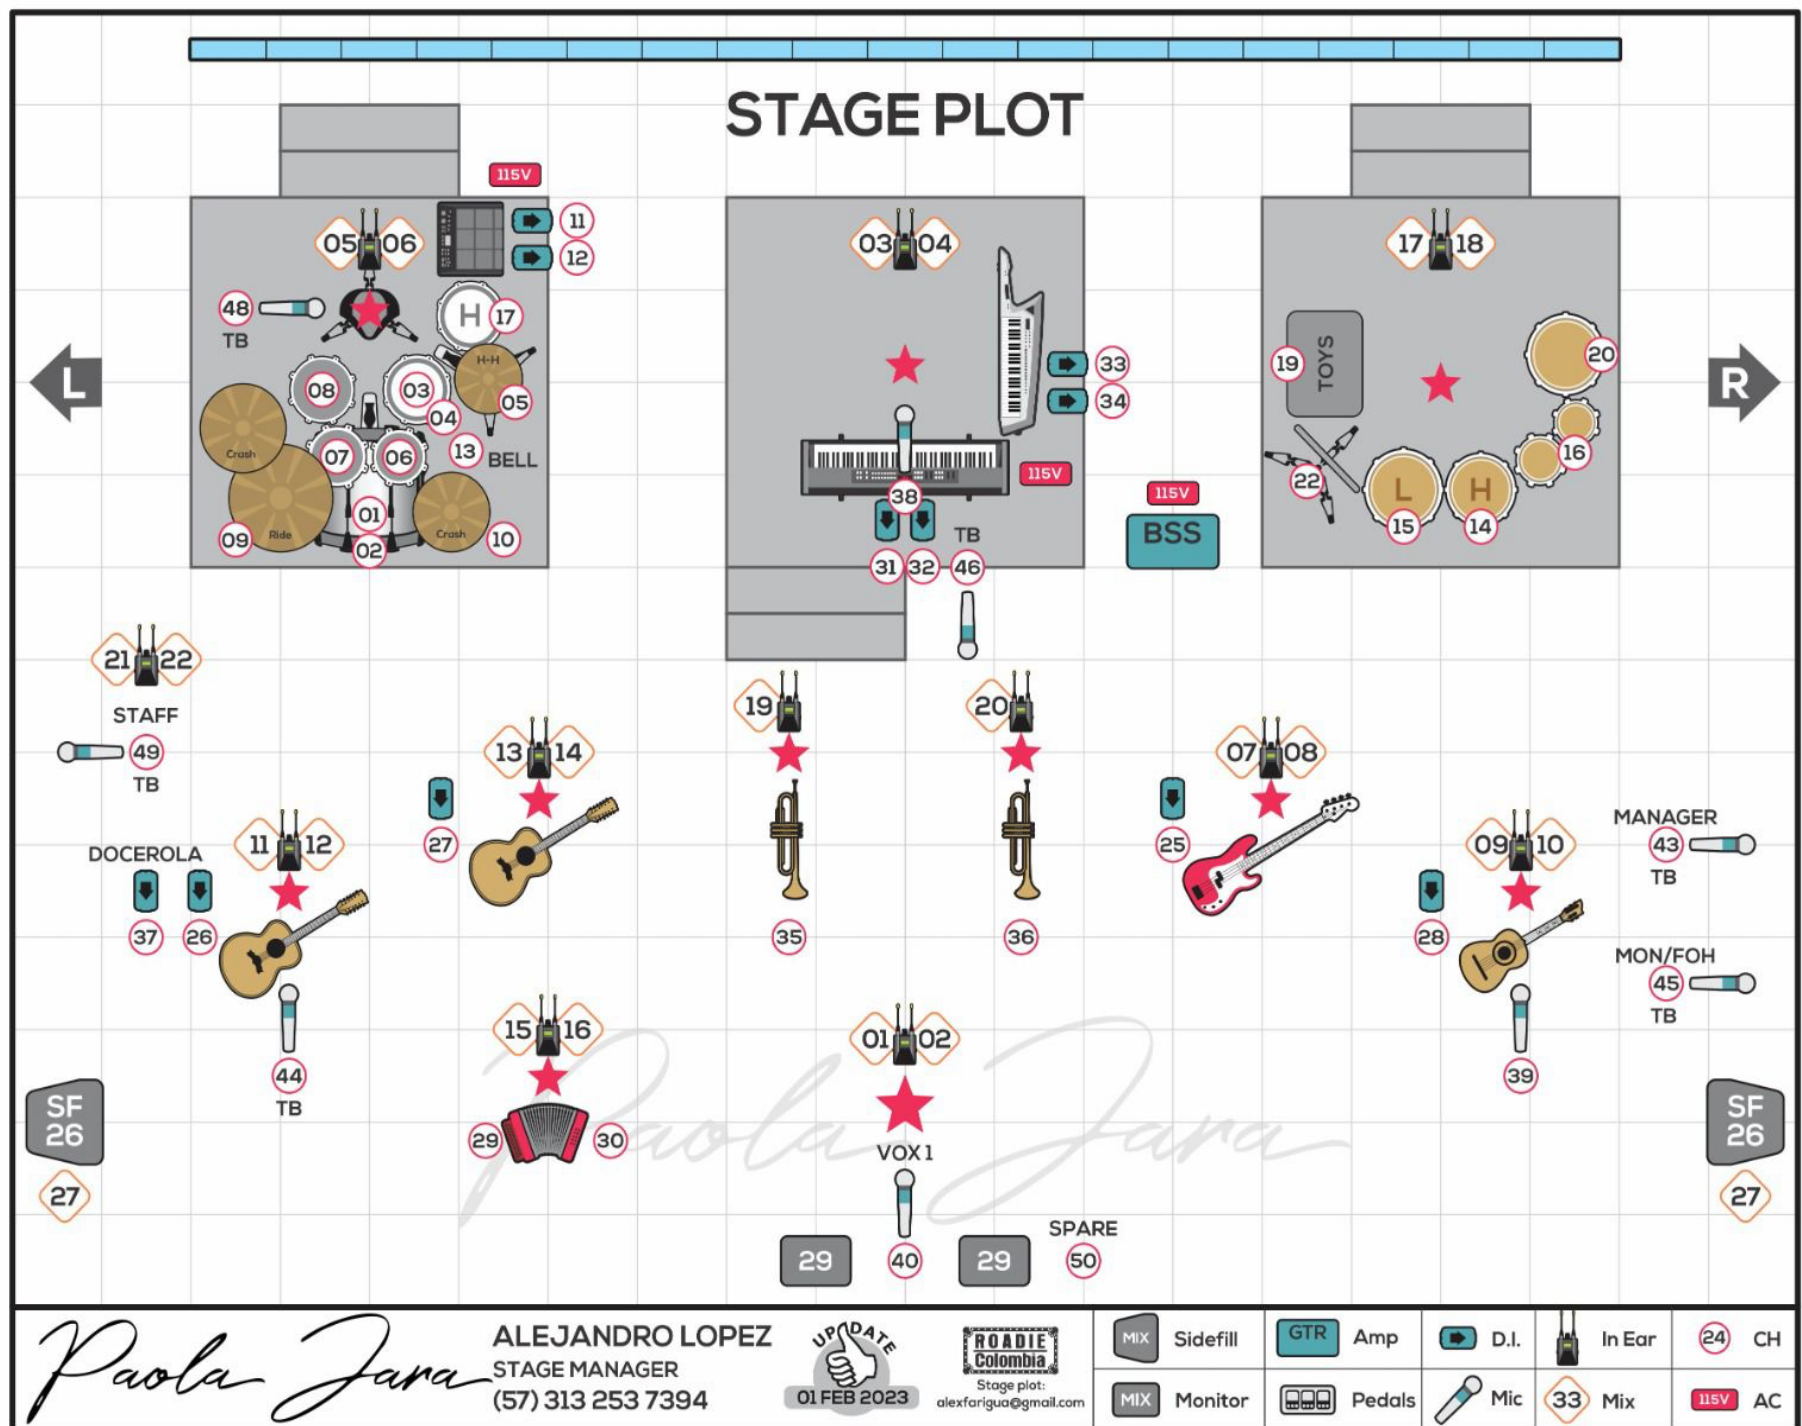 STAGE PLOT
115V
05 06
11
12
03 04
17 18
48
TB
H 17
H-H
08
03
04
05
Crash
07
06
13 BELL
01
02
09
Ride
Crash
10
33
34
115V
38
TB
31 32 46
115V
BSS
19
TOYS
20
16
22
L
H
15
14
L
R
21 22
STAFF
49
TB
19
20
13 14
27
07 08
25
11 12
DOCEROLA
37 26
35
36
09 10
28
MANAGER
43
TB
MON/FOH
45
TB
44
TB
39
15 16
29 30
01 02
VOX 1
Paola Jara
SF
26
27
SF
26
27
29
40
29
SPARE
50
Paola Jara
ALEJANDRO LOPEZ
STAGE MANAGER
(57) 313 253 7394
UPDATE
01 FEB 2023
ROADIE
Colombia
Stage plot:
alexfarigua@gmail.com
MIX Sidefill
GTR Amp
D.I.
In Ear
24 CH
MIX Monitor
Pedals
Mic
33 Mix
115V AC